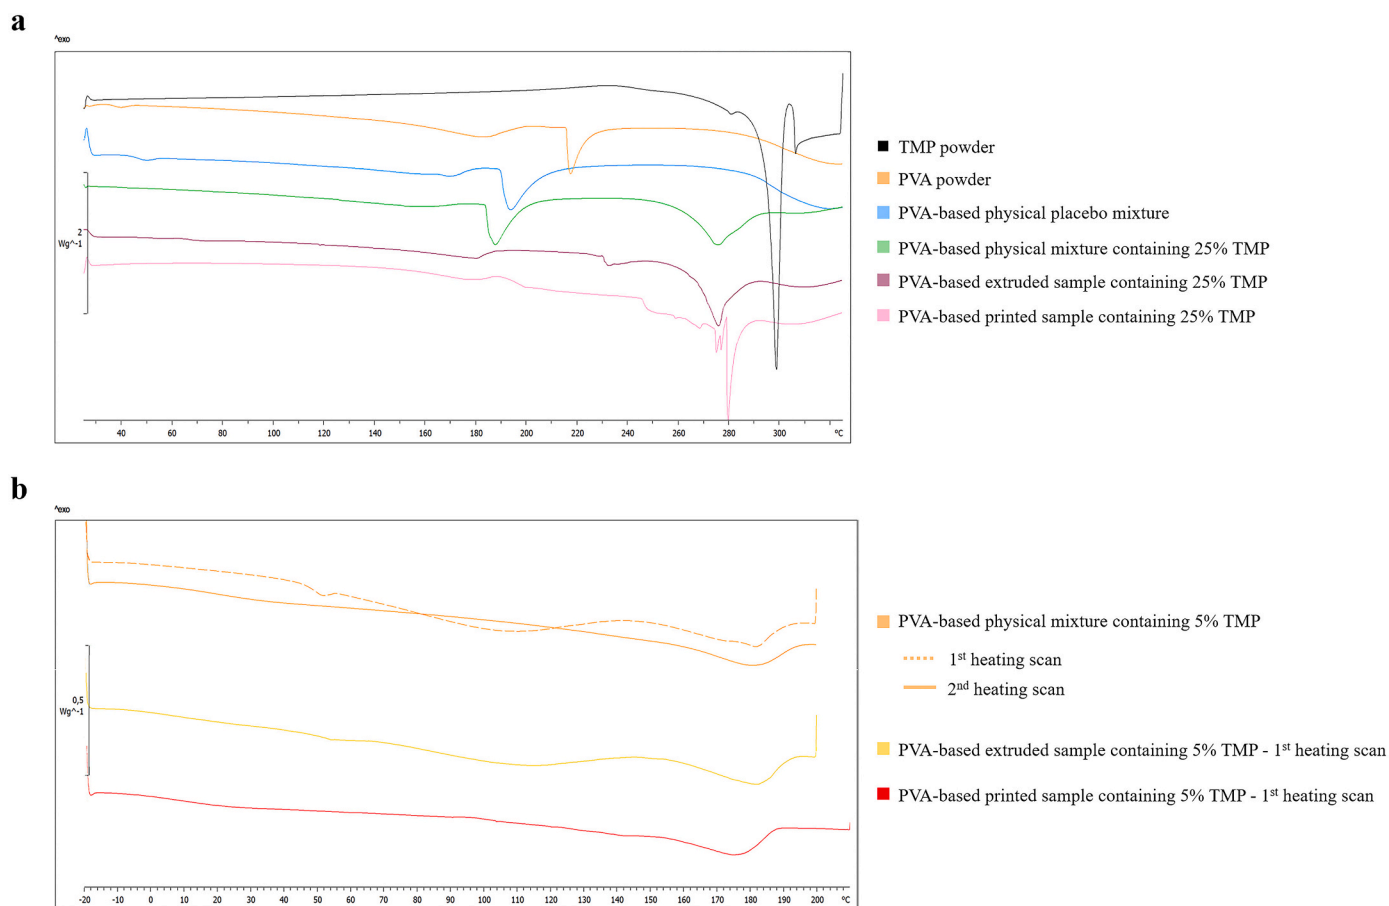 a
^exo
2
Wg^-1
40 60 80 100 120 140 160 180 200 220 240 260 280 300 °C
TMP powder
PVA powder
PVA-based physical placebo mixture
PVA-based physical mixture containing 25% TMP
PVA-based extruded sample containing 25% TMP
PVA-based printed sample containing 25% TMP
b
^exo
0,5
Wg^-1
-20 -10 0 10 20 30 40 50 60 70 80 90 100 110 120 130 140 150 160 170 180 190 200 °C
PVA-based physical mixture containing 5% TMP
1st heating scan
2nd heating scan
PVA-based extruded sample containing 5% TMP - 1st heating scan
PVA-based printed sample containing 5% TMP - 1st heating scan